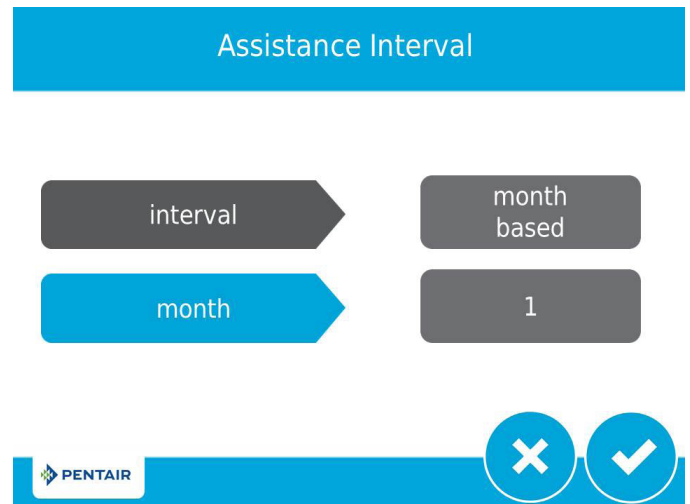 Assistance Interval
interval
month
based
month
1
PENTAIR